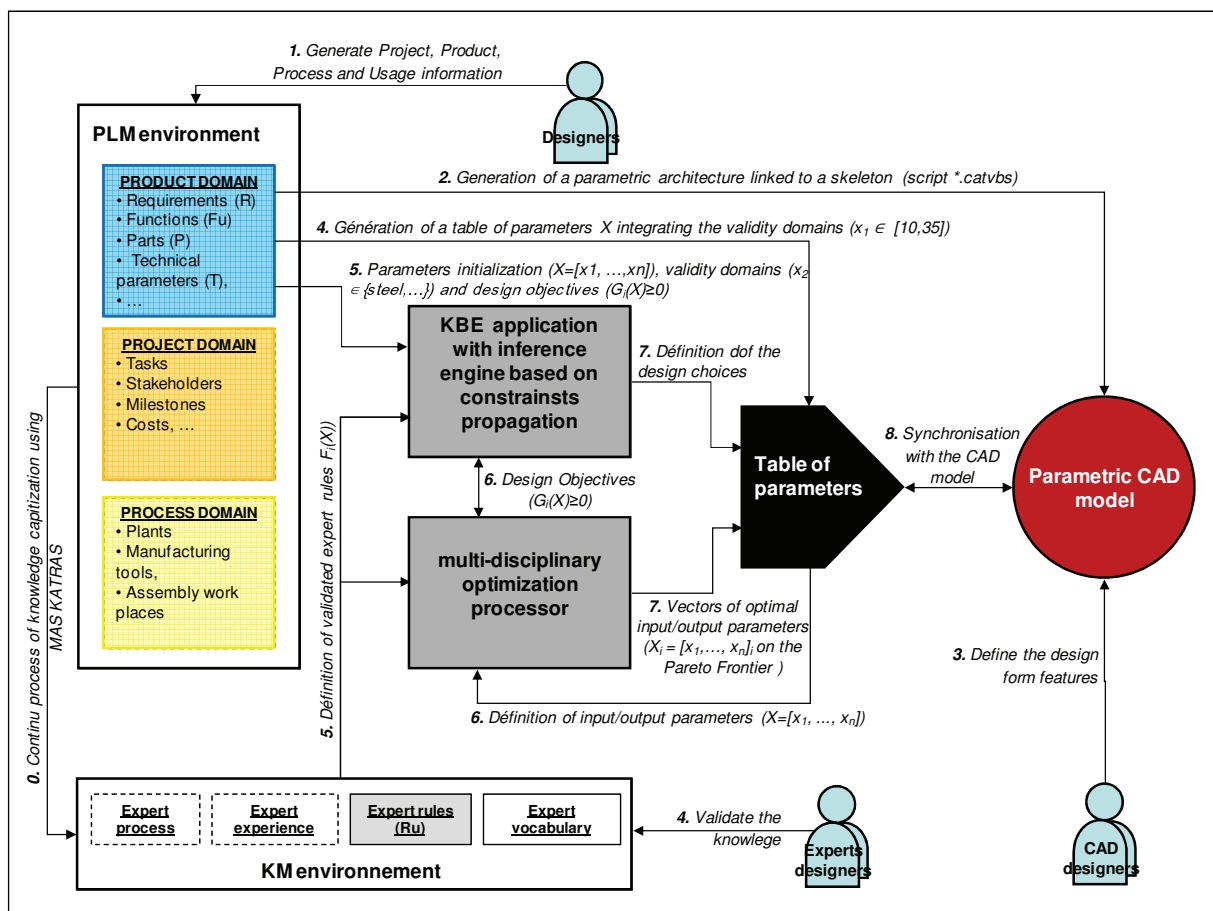 1. Generate Project, Product,
Process and Usage information
Designers
PLM environment
PRODUCT DOMAIN
• Requirements (R)
• Functions (Fu)
• Parts (P)
• Technical
parameters (T),
• …
PROJECT DOMAIN
• Tasks
• Stakeholders
• Milestones
• Costs, …
PROCESS DOMAIN
• Plants
• Manufacturing
tools,
• Assembly work
places
2. Generation of a parametric architecture linked to a skeleton (script *.catvbs)
4. Génération of a table of parameters X integrating the validity domains (x₁ ∈ [10,35])
5. Parameters initialization (X=[x1, …,xn]), validity domains (x₂
∈ {steel,…}) and design objectives (Gᵢ(X)≥0)
KBE application
with inference
engine based on
constrainsts
propagation
7. Définition dof the
design choices
6. Design Objectives
(Gᵢ(X)≥0)
multi-disciplinary
optimization
processor
7. Vectors of optimal
input/output parameters
(Xᵢ = [x₁,…, xₙ]ᵢ on the
Pareto Frontier )
6. Définition of input/output parameters (X=[x₁, …, xₙ])
Table of
parameters
8. Synchronisation
with the CAD
model
Parametric CAD
model
3. Define the design
form features
CAD
designers
4. Validate the
knowlege
Experts
designers
0. Continu process of knowledge capitization using
MAS KATRAS
5. Définition of validated expert rules Fᵢ(X))
Expert
process
Expert
experience
Expert rules
(Ru)
Expert
vocabulary
KM environnement